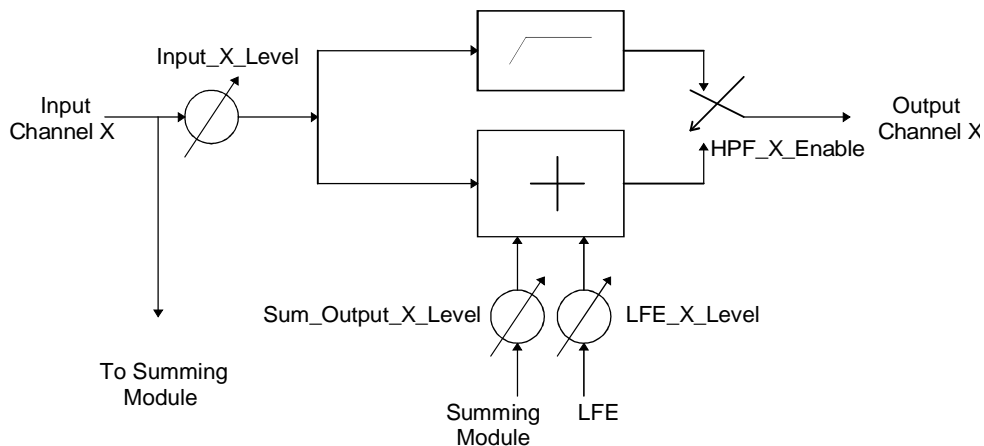 Input_X_Level
Input
Channel X
Output
Channel X
HPF_X_Enable
Sum_Output_X_Level
LFE_X_Level
To Summing
Module
Summing
Module
LFE